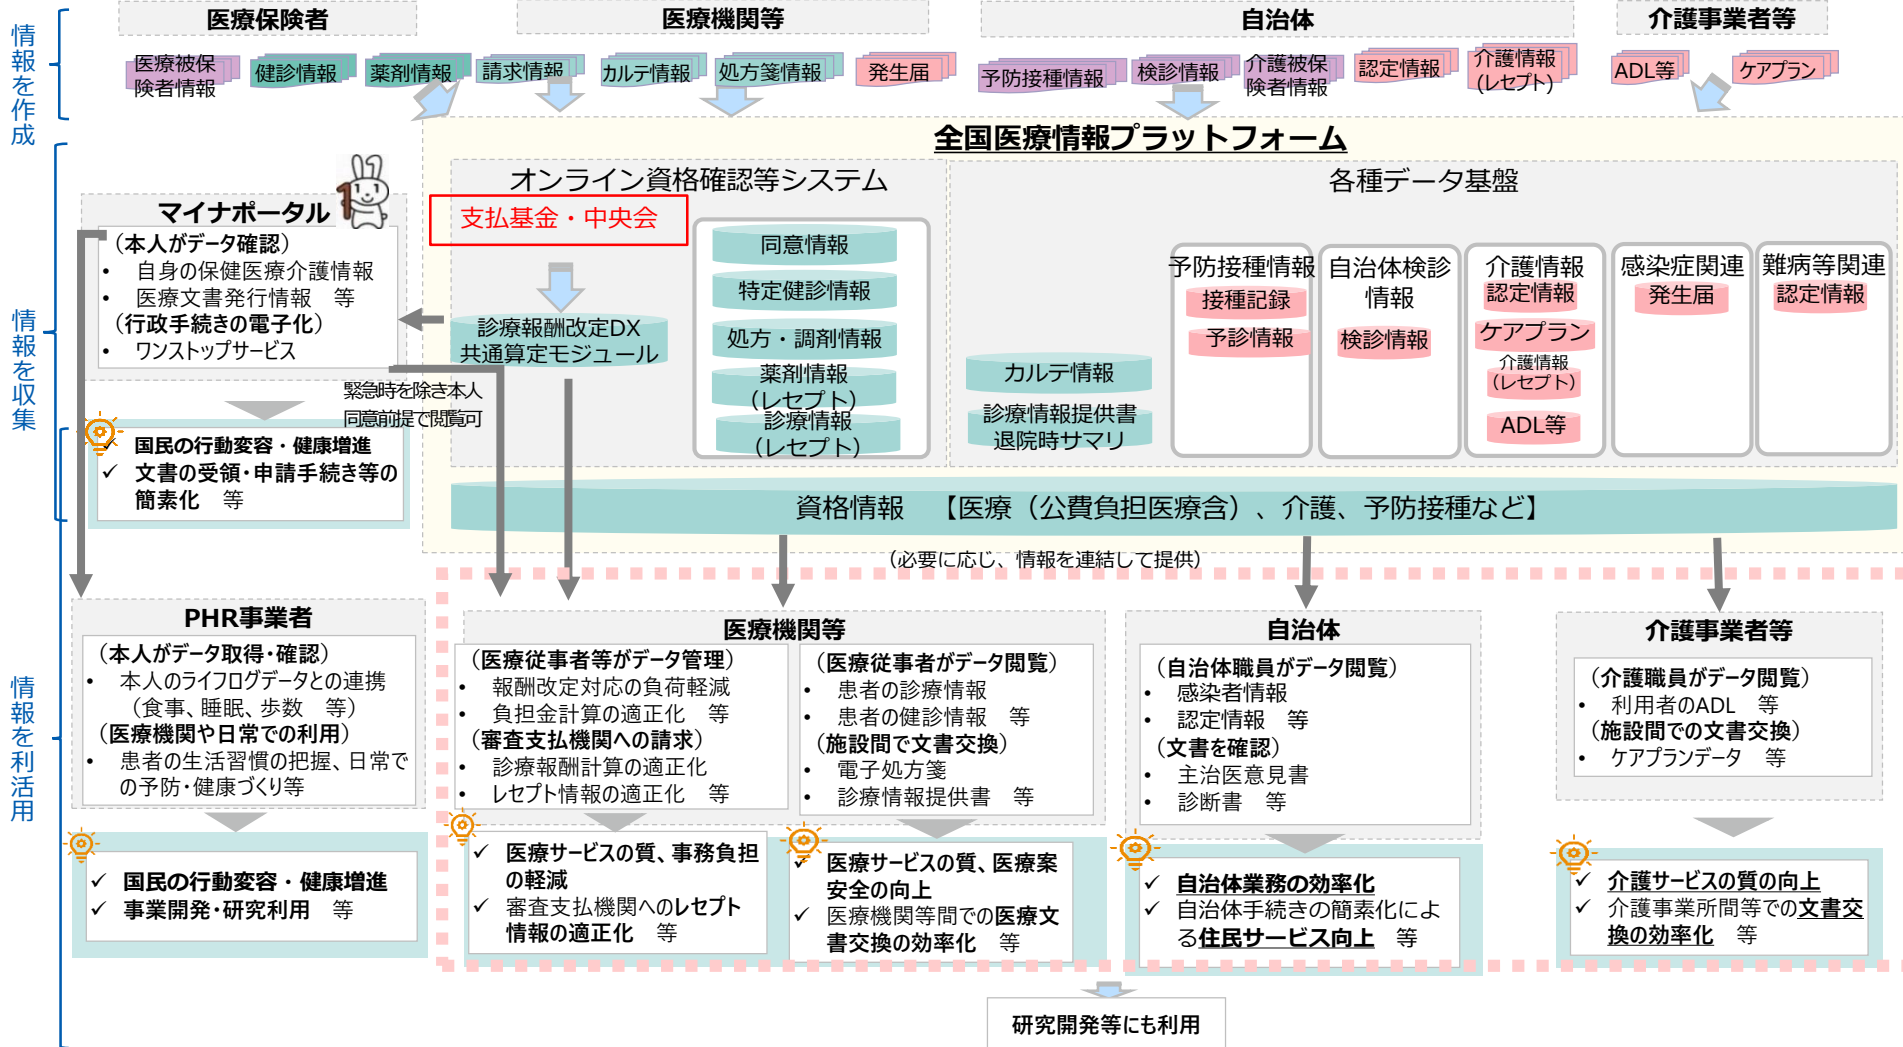 情報を作成
医療保険者
医療機関等
自治体
介護事業者等
医療被保
険者情報
健診情報
薬剤情報
請求情報
カルテ情報
処方箋情報
発生届
予防接種情報
検診情報
介護被保
険者情報
認定情報
介護情報
(レセプト)
ADL等
ケアプラン
情報を収集
全国医療情報プラットフォーム
オンライン資格確認等システム
支払基金・中央会
診療報酬改定DX
共通算定モジュール
同意情報
特定健診情報
処方・調剤情報
薬剤情報
(レセプト)
診療情報
(レセプト)
各種データ基盤
カルテ情報
診療情報提供書
退院時サマリ
予防接種情報
接種記録
予診情報
自治体検診
情報
検診情報
介護情報
認定情報
ケアプラン
介護情報
(レセプト)
ADL等
感染症関連
発生届
難病等関連
認定情報
資格情報 【医療(公費負担医療含)、介護、予防接種など】
(必要に応じ、情報を連結して提供)
マイナポータル
(本人がデータ確認)
• 自身の保健医療介護情報
• 医療文書発行情報 等
(行政手続きの電子化)
• ワンストップサービス
緊急時を除き本人
同意前提で閲覧可
✓ 国民の行動変容・健康増進
✓ 文書の受領・申請手続き等の
簡素化 等
情報を利活用
PHR事業者
(本人がデータ取得・確認)
• 本人のライフログデータとの連携
(食事、睡眠、歩数 等)
(医療機関や日常での利用)
• 患者の生活習慣の把握、日常で
の予防・健康づくり等
✓ 国民の行動変容・健康増進
✓ 事業開発・研究利用 等
医療機関等
(医療従事者等がデータ管理)
• 報酬改定対応の負荷軽減
• 負担金計算の適正化 等
(審査支払機関への請求)
• 診療報酬計算の適正化
• レセプト情報の適正化 等
(医療従事者がデータ閲覧)
• 患者の診療情報
• 患者の健診情報 等
(施設間で文書交換)
• 電子処方箋
• 診療情報提供書 等
✓ 医療サービスの質、事務負担
の軽減
✓ 審査支払機関へのレセプト
情報の適正化 等
✓ 医療サービスの質、医療案
安全の向上
✓ 医療機関等間での医療文
書交換の効率化 等
自治体
(自治体職員がデータ閲覧)
• 感染者情報
• 認定情報 等
(文書を確認)
• 主治医意見書
• 診断書 等
✓ 自治体業務の効率化
✓ 自治体手続きの簡素化によ
る住民サービス向上 等
介護事業者等
(介護職員がデータ閲覧)
• 利用者のADL 等
(施設間での文書交換)
• ケアプランデータ 等
✓ 介護サービスの質の向上
✓ 介護事業所間等での文書交
換の効率化 等
研究開発等にも利用